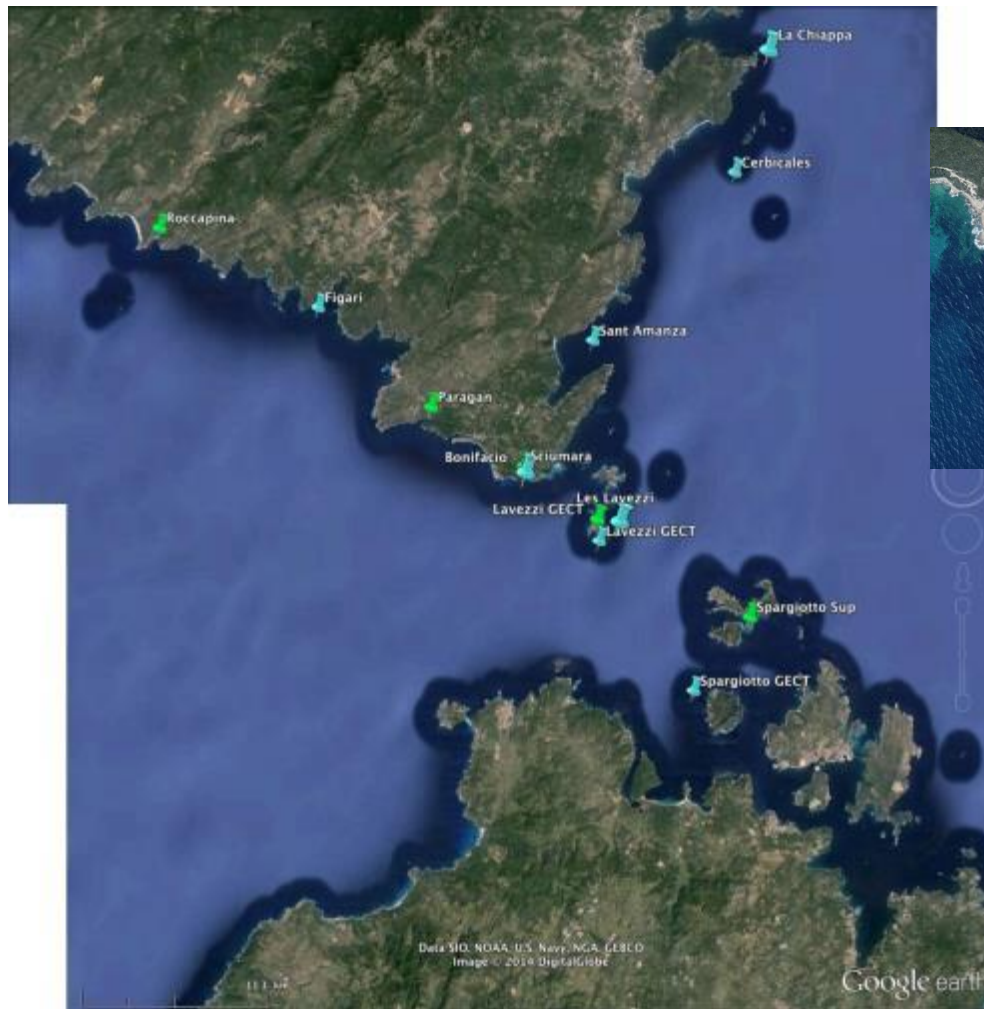 La Chiappa
Cerbicales
Roccapina
Figari
Sant Amanza
Paragan
Bonifacio
Sciumara
Les Lavezzi
Lavezzi GECT
Lavezzi GECT
Spargiotto Sup
Spargiotto GECT
Data SIO, NOAA, U.S. Navy, NGA, GEBCO
Image © 2014 DigitalGlobe
Google earth